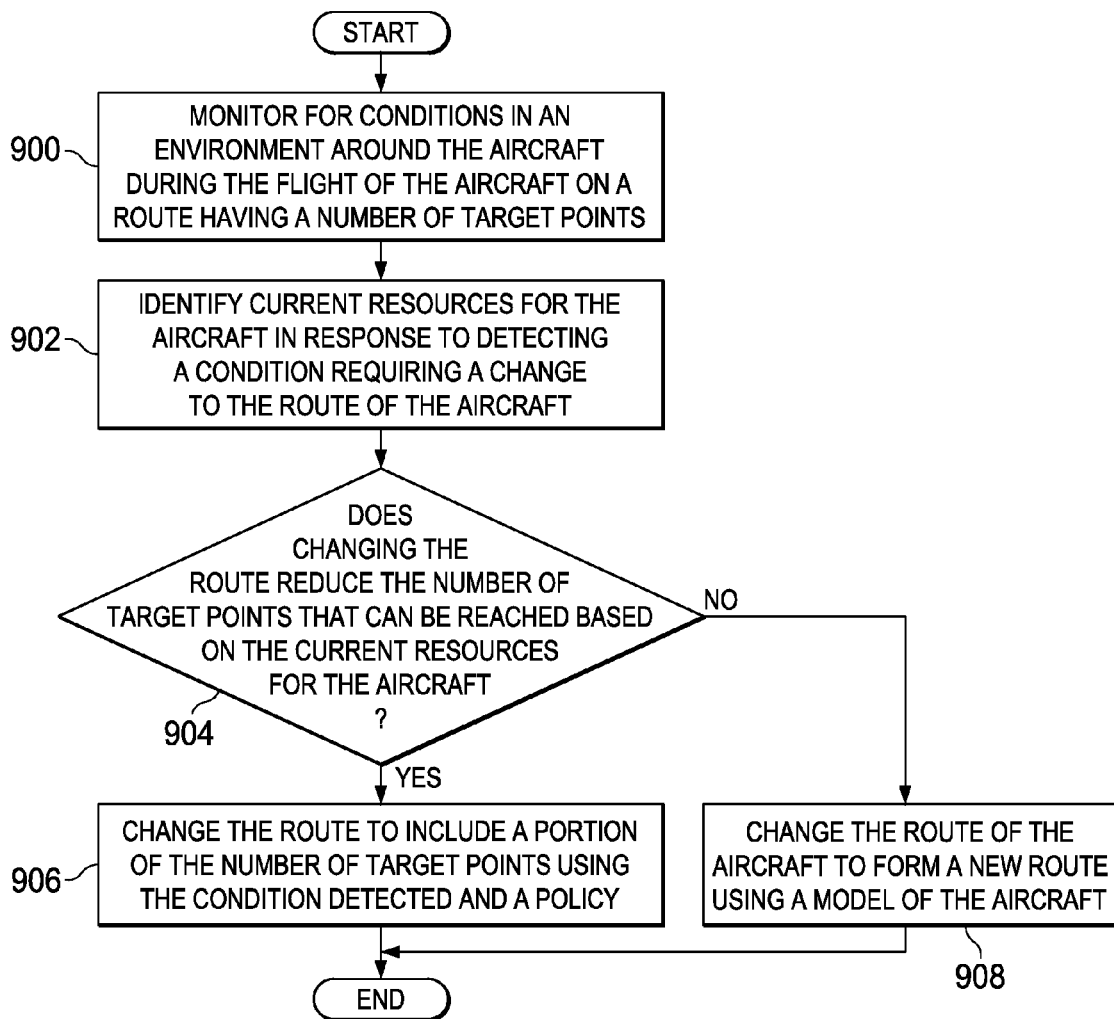 START
900
MONITOR FOR CONDITIONS IN AN
ENVIRONMENT AROUND THE AIRCRAFT
DURING THE FLIGHT OF THE AIRCRAFT ON A
ROUTE HAVING A NUMBER OF TARGET POINTS
902
IDENTIFY CURRENT RESOURCES FOR THE
AIRCRAFT IN RESPONSE TO DETECTING
A CONDITION REQUIRING A CHANGE
TO THE ROUTE OF THE AIRCRAFT
DOES
CHANGING THE
ROUTE REDUCE THE NUMBER OF
TARGET POINTS THAT CAN BE REACHED BASED
ON THE CURRENT RESOURCES
FOR THE AIRCRAFT
?
904
NO
YES
906
CHANGE THE ROUTE TO INCLUDE A PORTION
OF THE NUMBER OF TARGET POINTS USING
THE CONDITION DETECTED AND A POLICY
CHANGE THE ROUTE OF THE
AIRCRAFT TO FORM A NEW ROUTE
USING A MODEL OF THE AIRCRAFT
908
END